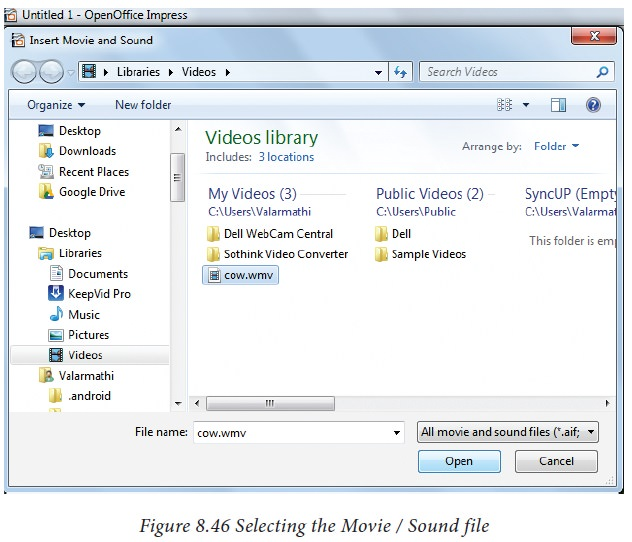 Untitled 1 - OpenOffice Impress
Insert Movie and Sound
Libraries Videos
Search Videos
Organize New folder
Desktop
Downloads
Recent Places
Google Drive
Desktop
Libraries
Documents
KeepVid Pro
Music
Pictures
Videos
Valarmathi
.android
Videos library
Includes: 3 locations
Arrange by: Folder
My Videos (3)
C:\Users\Valarmathi
Dell WebCam Central
Sothink Video Converter
cow.wmv
Public Videos (2)
C:\Users\Public
Dell
Sample Videos
SyncUP (Empty
C:\Users\Valarmat
This folder is emp
File name: cow.wmv All movie and sound files (*.aif;
Open Cancel
Figure 8.46 Selecting the Movie / Sound file